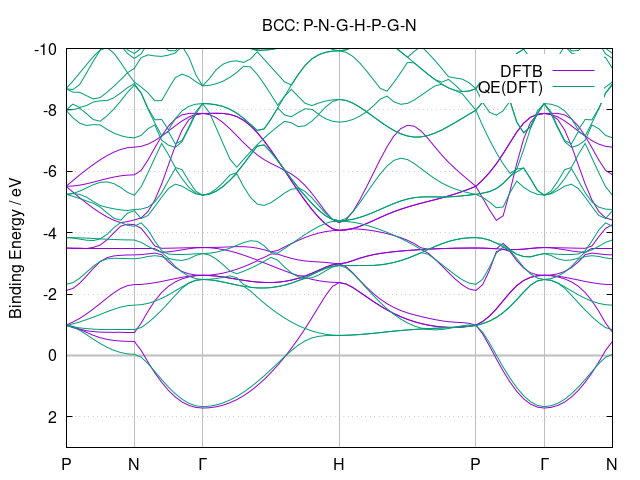 BCC: P-N-G-H-P-G-N
-10
-8
-6
-4
-2
0
2
Binding Energy / eV
DFTB
QE(DFT)
P N Γ H P Γ N